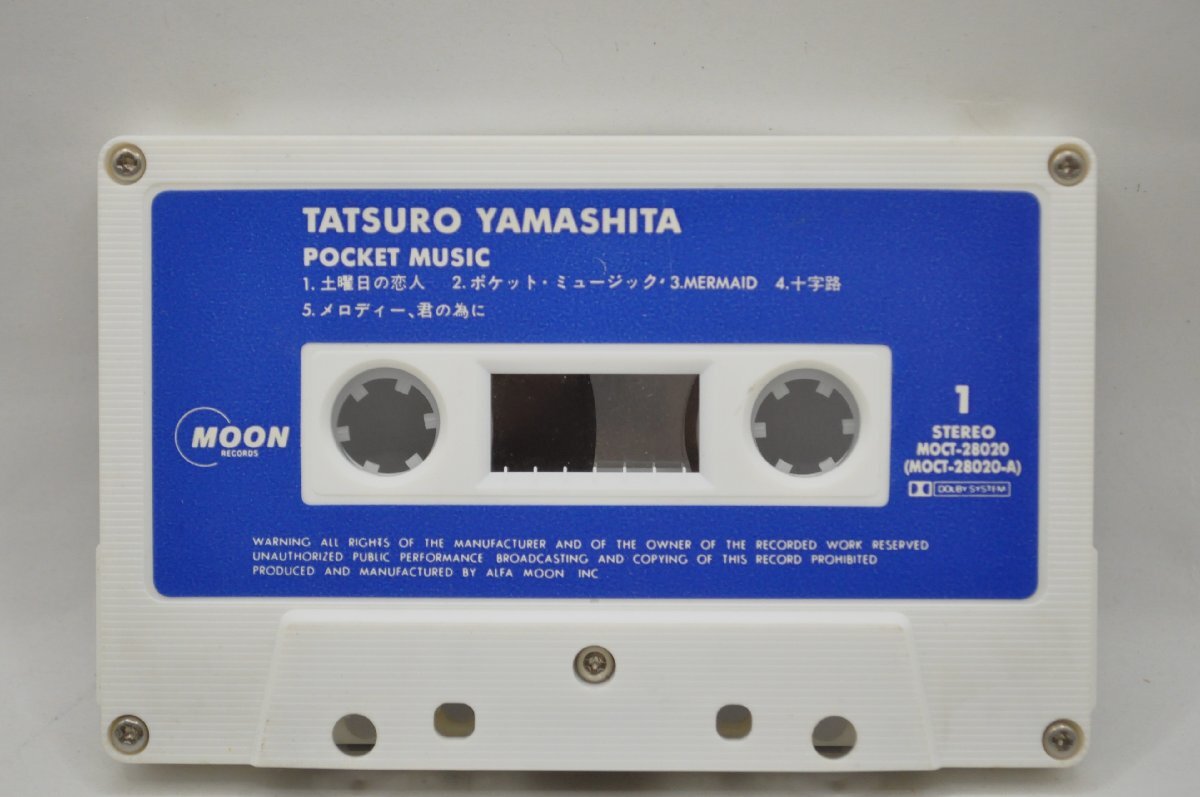 TATSURO YAMASHITA
POCKET MUSIC
1. 土曜日の恋人 2. ポケット・ミュージック 3. MERMAID 4. 十字路
5. メロディー、君の為に
MOON
RECORDS
1
STEREO
MOCT-28020
(MOCT-28020-A)
DOLBY SYSTEM
WARNING ALL RIGHTS OF THE MANUFACTURER AND OF THE OWNER OF THE RECORDED WORK RESERVED
UNAUTHORIZED PUBLIC PERFORMANCE BROADCASTING AND COPYING OF THIS RECORD PROHIBITED
PRODUCED AND MANUFACTURED BY ALFA MOON INC